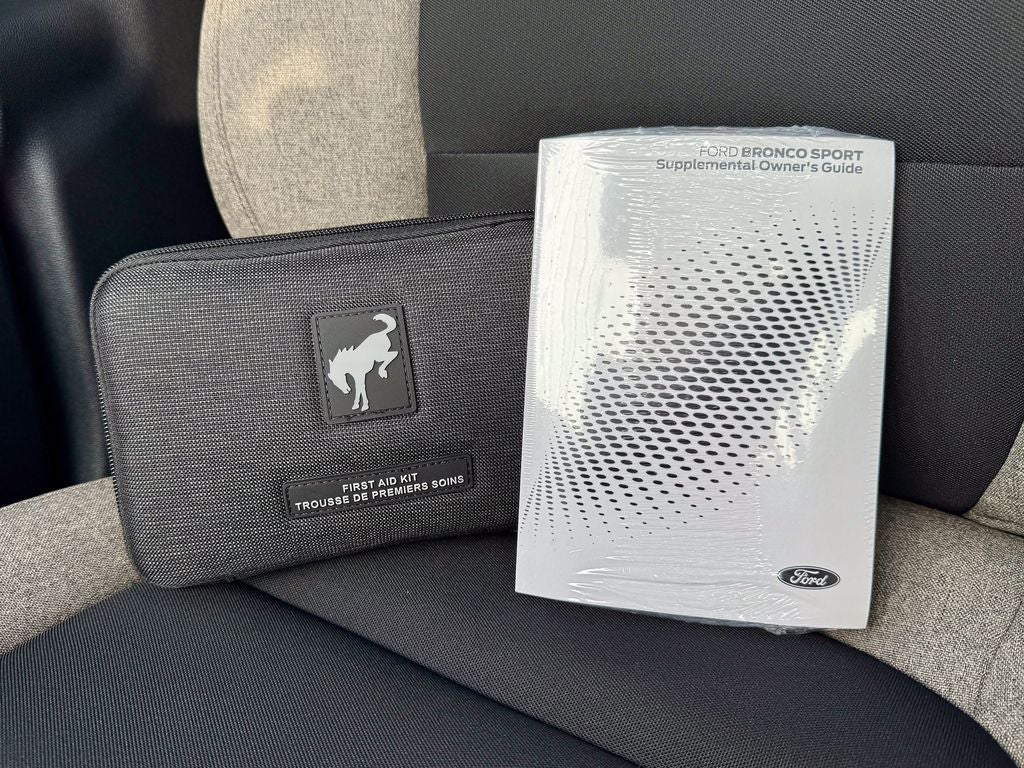 FIRST AID KIT
TROUSSE DE PREMIERS SOINS
FORD BRONCO SPORT
Supplemental Owner's Guide
Ford